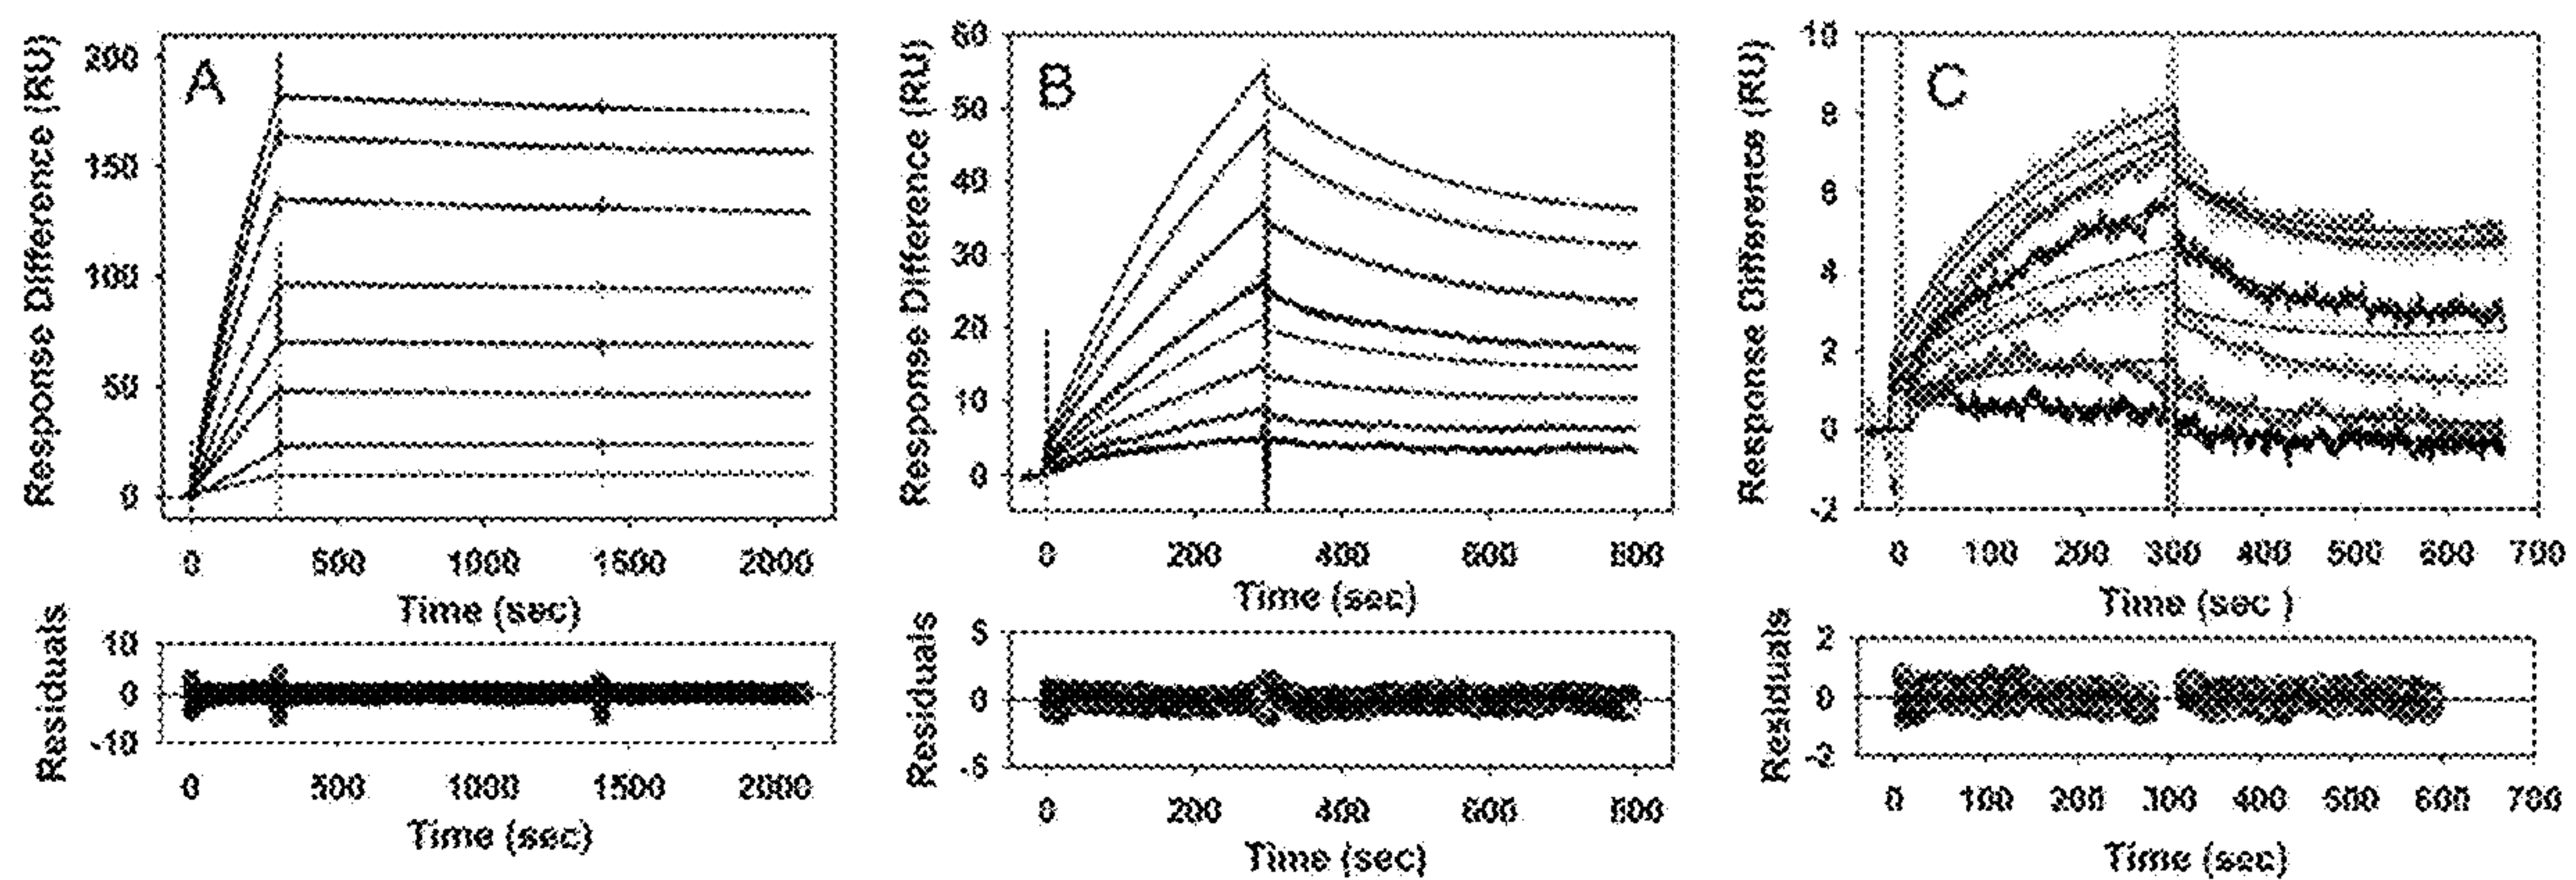 A
Response Difference (RU)
200
150
100
50
0
0 500 1000 1500 2000
Time (sec)
Residuals
10
0
-10
0 500 1000 1500 2000
Time (sec)
B
Response Difference (RU)
60
50
40
30
20
10
0
0 200 400 600 800
Time (sec)
Residuals
5
0
-5
0 200 400 600 800
Time (sec)
C
Response Difference (RU)
10
8
6
4
2
0
-2
0 100 200 300 400 500 600 700
Time (sec )
Residuals
2
0
-2
0 100 200 300 400 500 600 700
Time (sec)